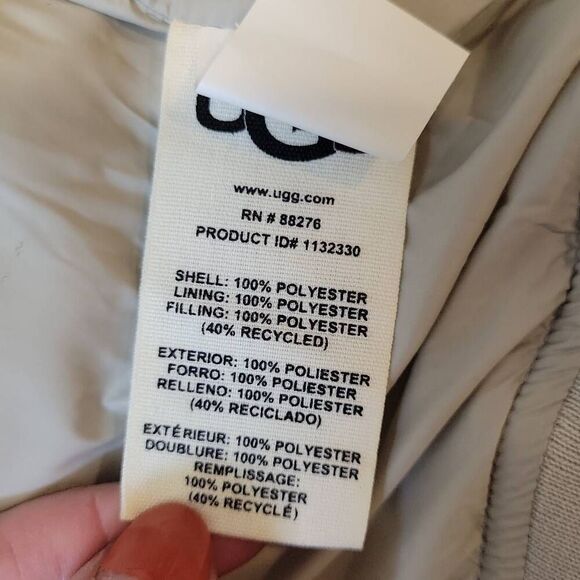 UGG
www.ugg.com
RN # 88276
PRODUCT ID# 1132330
SHELL: 100% POLYESTER
LINING: 100% POLYESTER
FILLING: 100% POLYESTER
(40% RECYCLED)
EXTERIOR: 100% POLIESTER
FORRO: 100% POLIESTER
RELLENO: 100% POLIESTER
(40% RECICLADO)
EXTÉRIEUR: 100% POLYESTER
DOUBLURE: 100% POLYESTER
REMPLISSAGE:
100% POLYESTER
(40% RECYCLÉ)